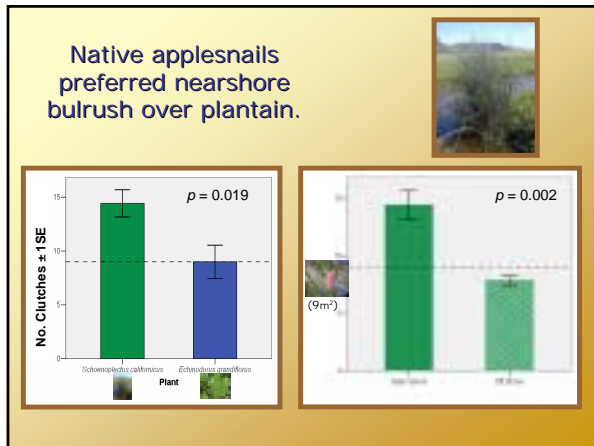 Native applesnails
preferred nearshore
bulrush over plantain.
p = 0.019
No. Clutches ± 1SE
15
10
5
0
Schoenoplectus californicus
Echinodorus grandiflorus
Plant
p = 0.002
(9m²)